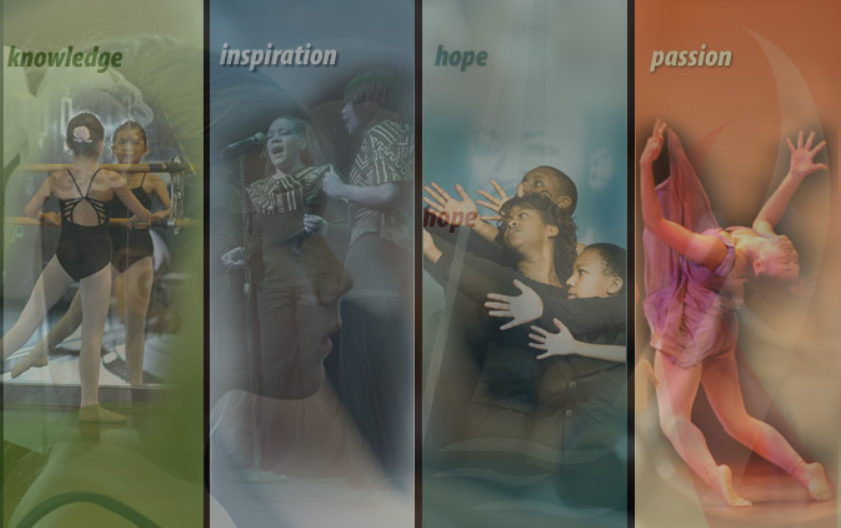 knowledge
inspiration
hope
passion
hope